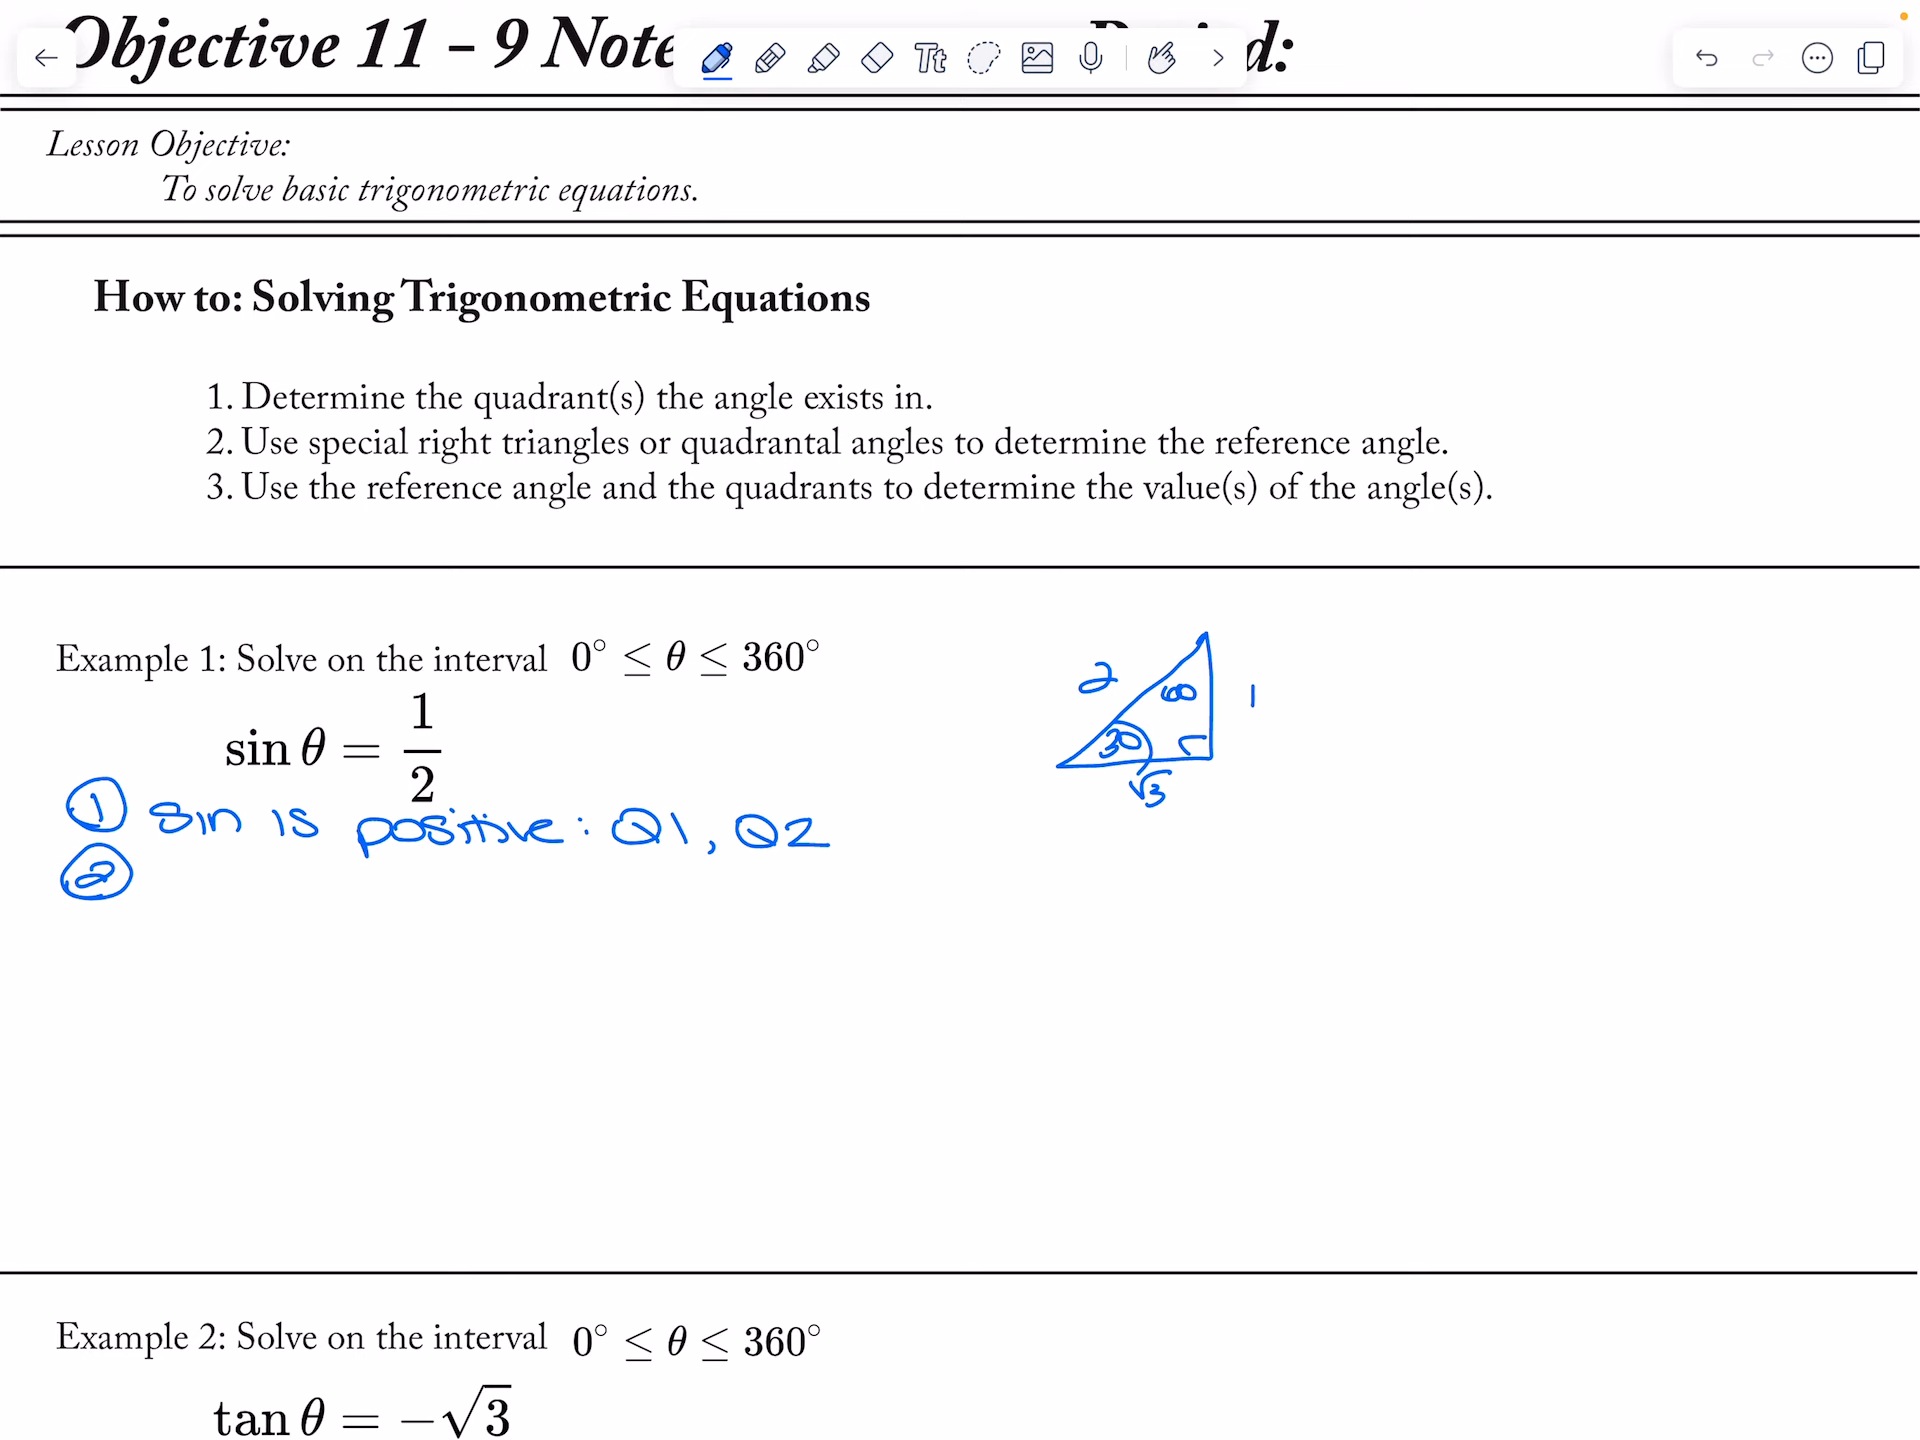 Objective 11 - 9 Note d:
Lesson Objective:
To solve basic trigonometric equations.
How to: Solving Trigonometric Equations
1. Determine the quadrant(s) the angle exists in.
2. Use special right triangles or quadrantal angles to determine the reference angle.
3. Use the reference angle and the quadrants to determine the value(s) of the angle(s).
Example 1: Solve on the interval 0° ≤ θ ≤ 360°
sin θ = 1/2
2 60 1
30
√3
① Sin is positive: Q1, Q2
②
Example 2: Solve on the interval 0° ≤ θ ≤ 360°
tan θ = −√3